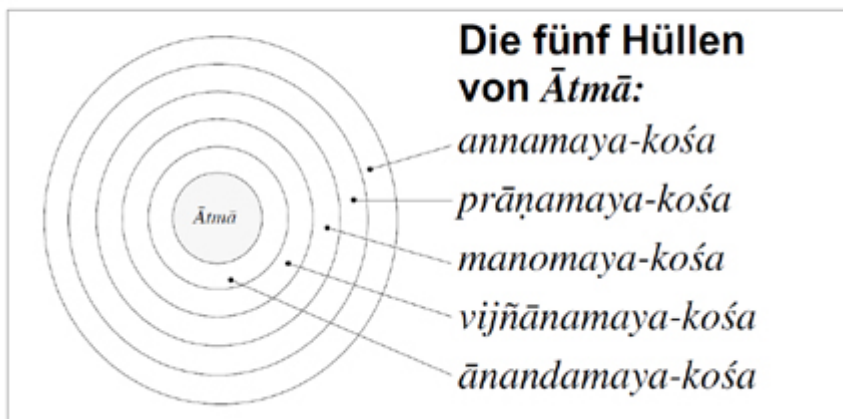 Die fünf Hüllen
von Ātmā:
annamaya-kośa
prāṇamaya-kośa
manomaya-kośa
vijñānamaya-kośa
ānandamaya-kośa
Ātmā